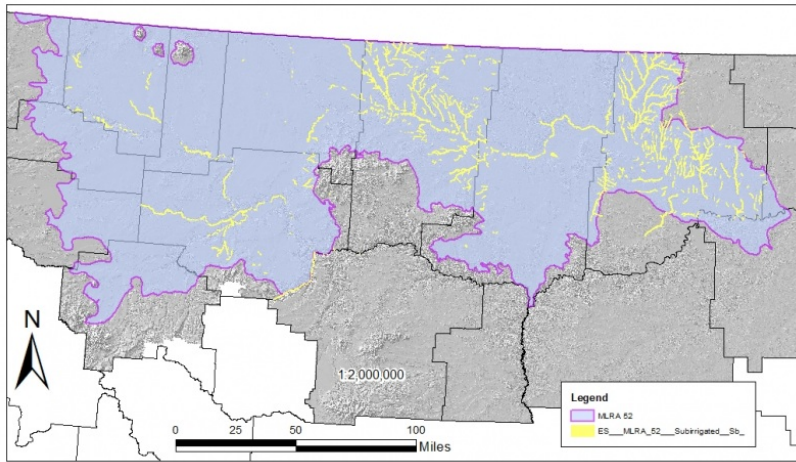 N
1:2,000,000
0 25 50 100
Miles
Legend
MLRA 52
ES___MLRA_52___Subirrigated__Sb_